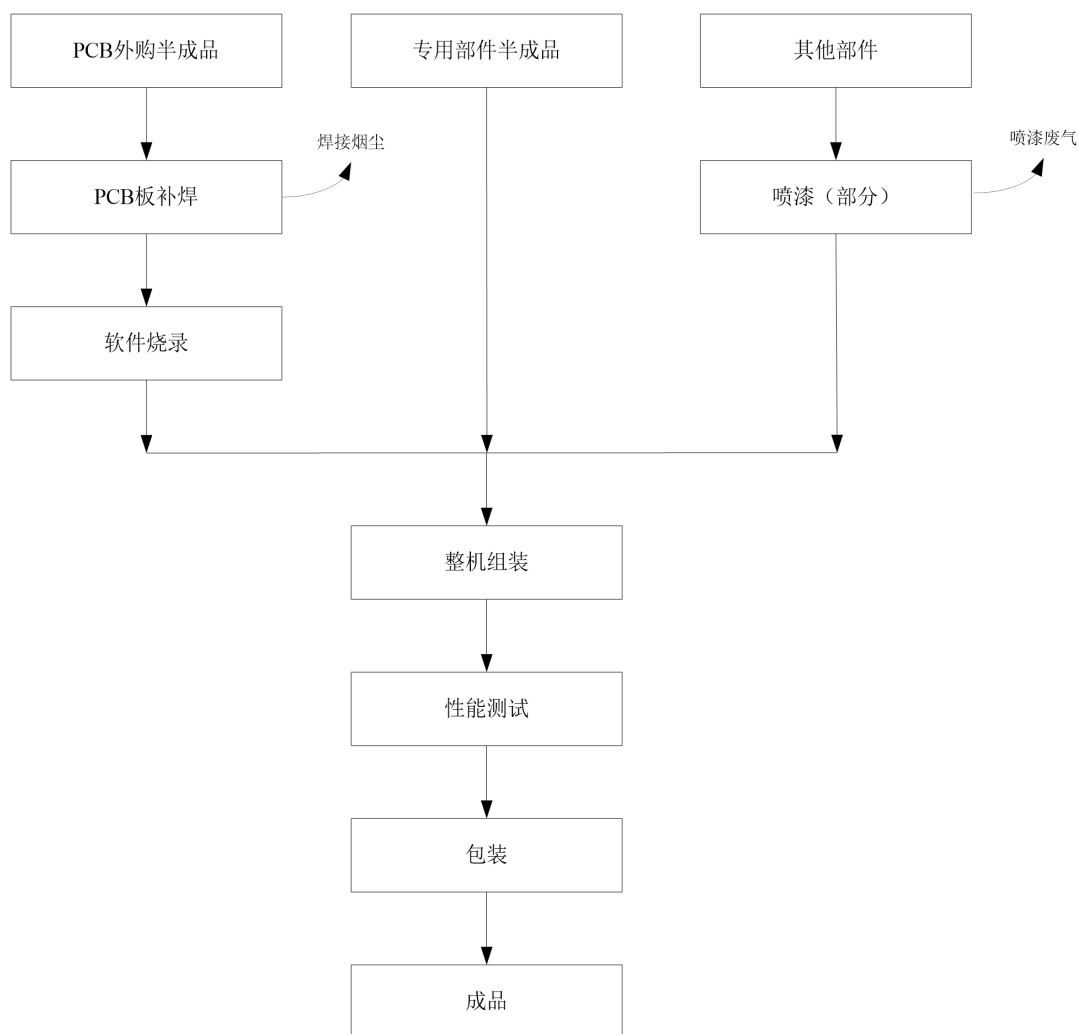 PCB外购半成品
专用部件半成品
其他部件
焊接烟尘
喷漆废气
PCB板补焊
喷漆（部分）
软件烧录
整机组装
性能测试
包装
成品